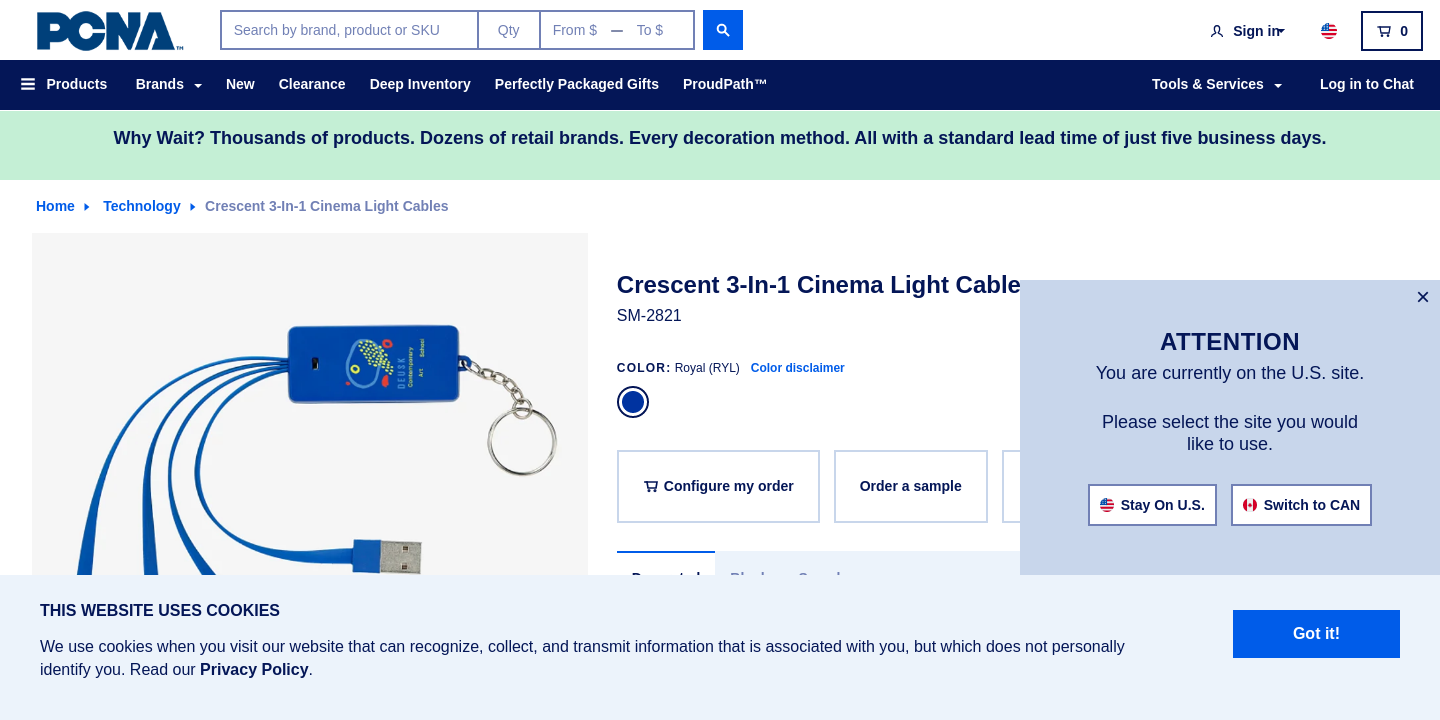 PCNA™
Search by brand, product or SKU
Qty
From $ — To $
Sign in
0
Products
Brands
New
Clearance
Deep Inventory
Perfectly Packaged Gifts
ProudPath™
Tools & Services
Log in to Chat
Why Wait? Thousands of products. Dozens of retail brands. Every decoration method. All with a standard lead time of just five business days.
Home
Technology
Crescent 3-In-1 Cinema Light Cables
DEUSK
Contemporary
Art School
Crescent 3-In-1 Cinema Light Cable
SM-2821
COLOR: Royal (RYL) Color disclaimer
Configure my order
Order a sample
×
ATTENTION
You are currently on the U.S. site.
Please select the site you would
like to use.
Stay On U.S.
Switch to CAN
THIS WEBSITE USES COOKIES
We use cookies when you visit our website that can recognize, collect, and transmit information that is associated with you, but which does not personally
identify you. Read our Privacy Policy.
Got it!